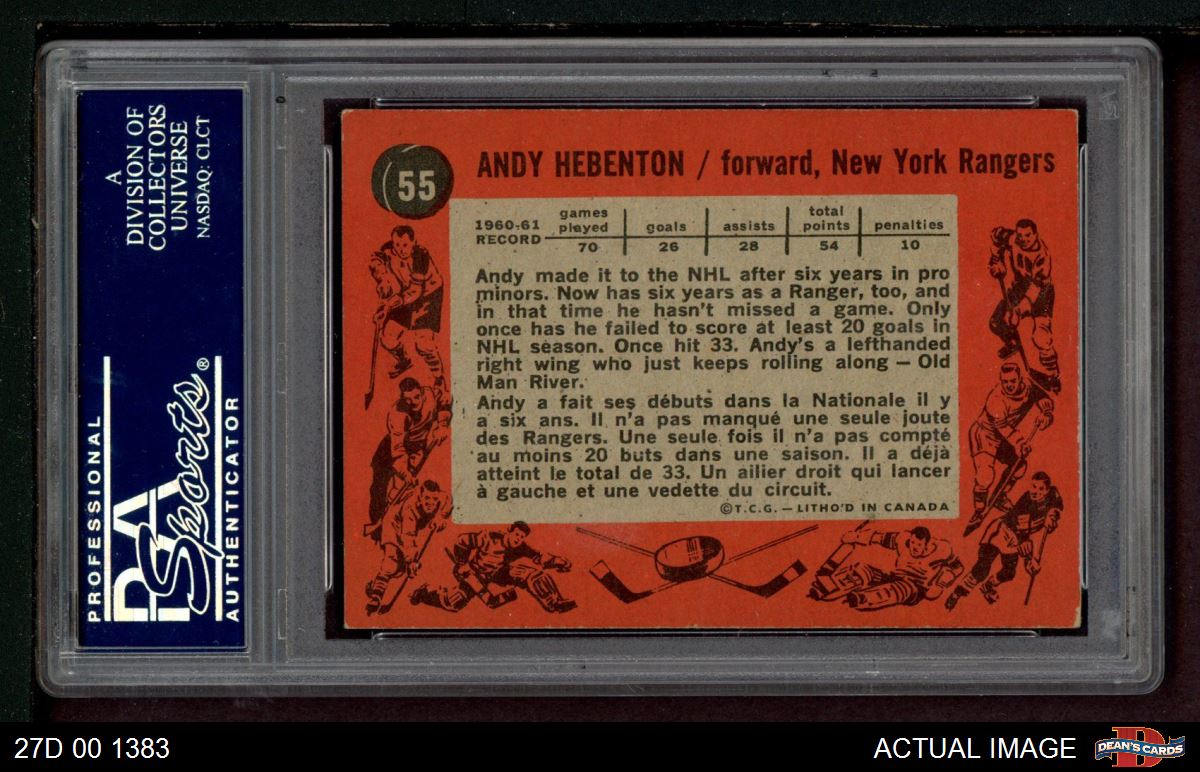 A
DIVISION OF
COLLECTORS
UNIVERSE
NASDAQ: CLCT
PROFESSIONAL
PSA
Sports®
AUTHENTICATOR
55
ANDY HEBENTON / forward, New York Rangers
1960-61 RECORD
games played goals assists total points penalties
70 26 28 54 10
Andy made it to the NHL after six years in pro
minors. Now has six years as a Ranger, too, and
in that time he hasn't missed a game. Only
once has he failed to score at least 20 goals in
NHL season. Once hit 33. Andy's a lefthanded
right wing who just keeps rolling along — Old
Man River.
Andy a fait ses débuts dans la Nationale il y
a six ans. Il n'a pas manqué une seule joute
des Rangers. Une seule fois il n'a pas compté
au moins 20 buts dans une saison. Il a déjà
atteint le total de 33. Un ailier droit qui lancer
à gauche et une vedette du circuit.
©T.C.G. — LITHO'D IN CANADA
27D 00 1383
ACTUAL IMAGE
DEAN'S CARDS